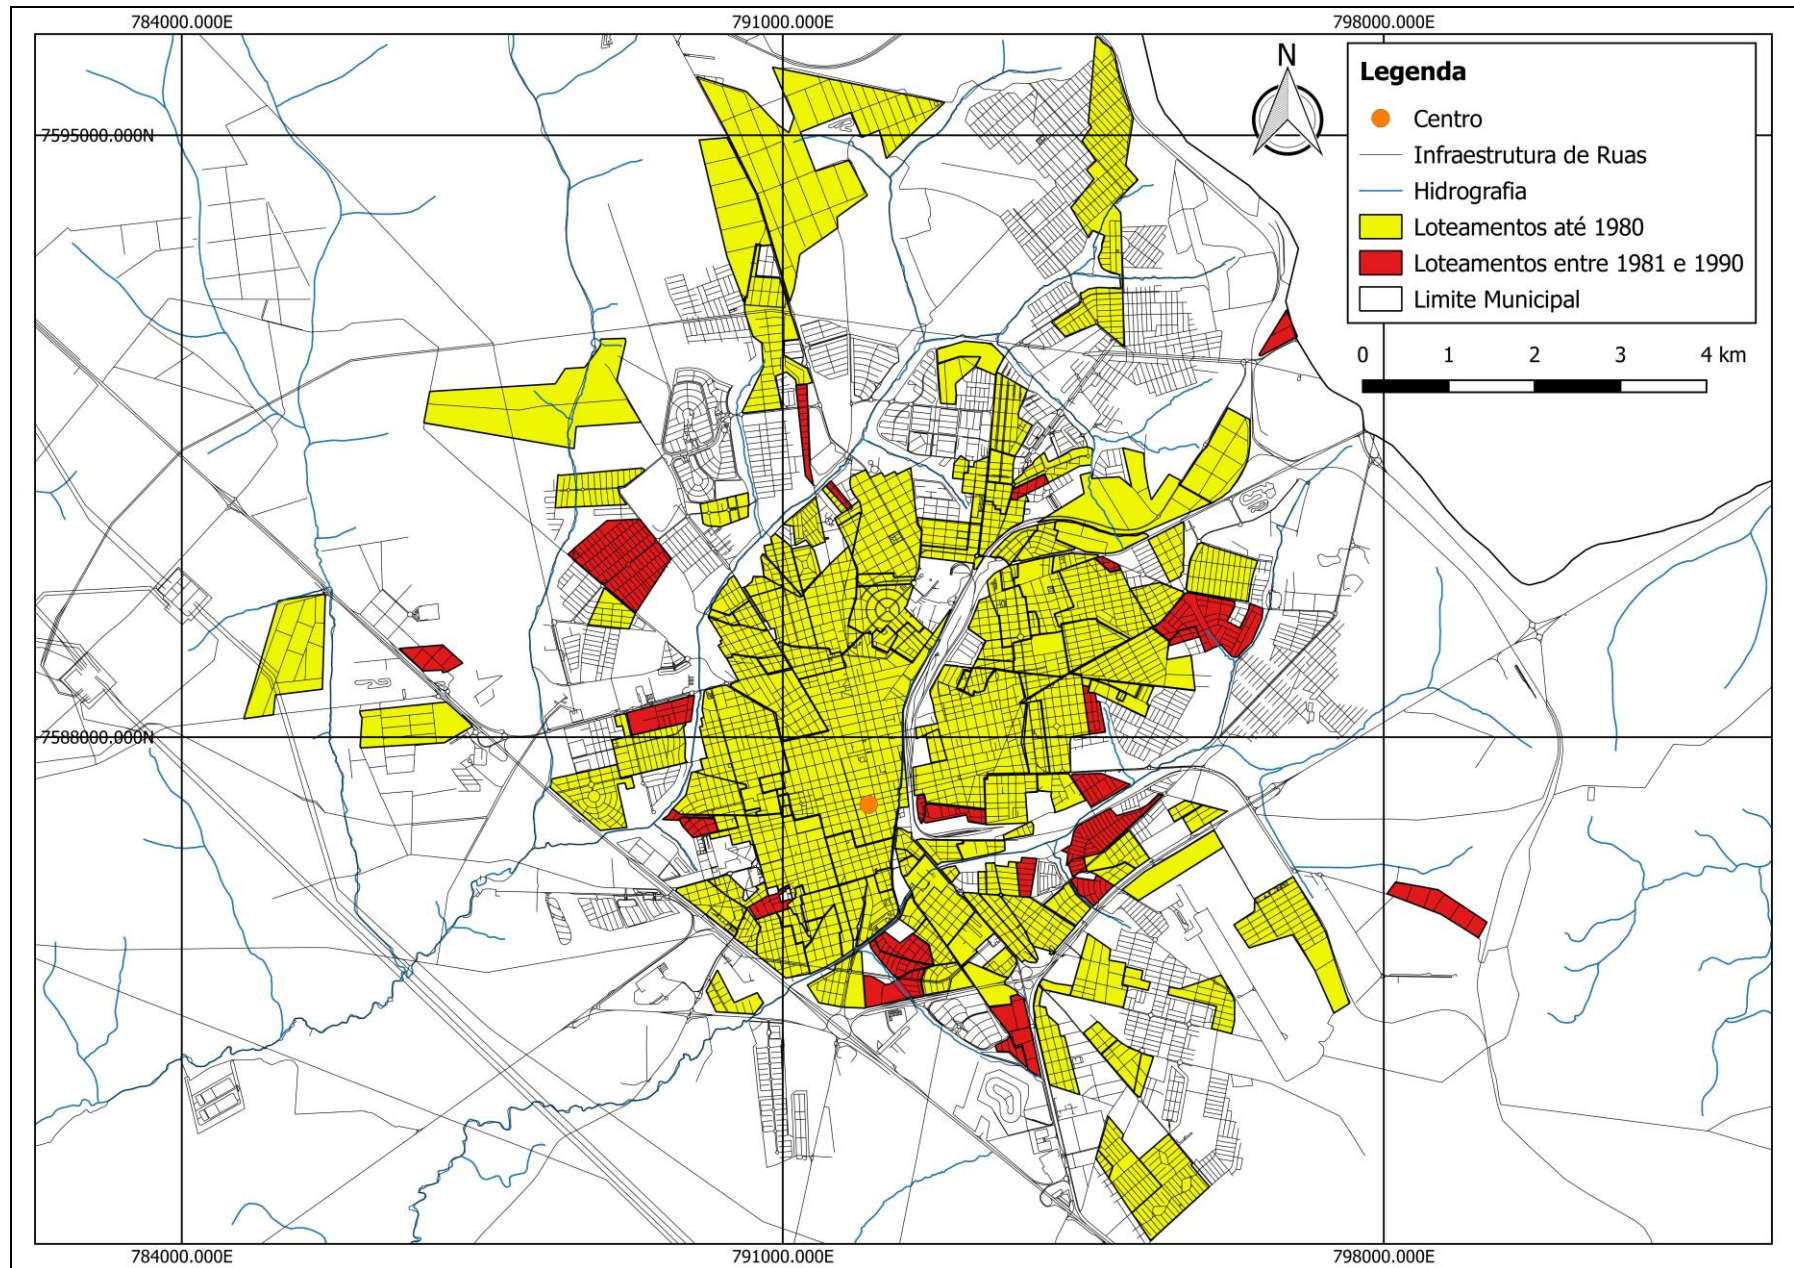 784000.000E 791000.000E 798000.000E
N
Legenda
Centro
7595000.000N
Infraestrutura de Ruas
Hidrografia
Loteamentos até 1980
Loteamentos entre 1981 e 1990
Limite Municipal
0 1 2 3 4 km
7588000.000N
784000.000E 791000.000E 798000.000E